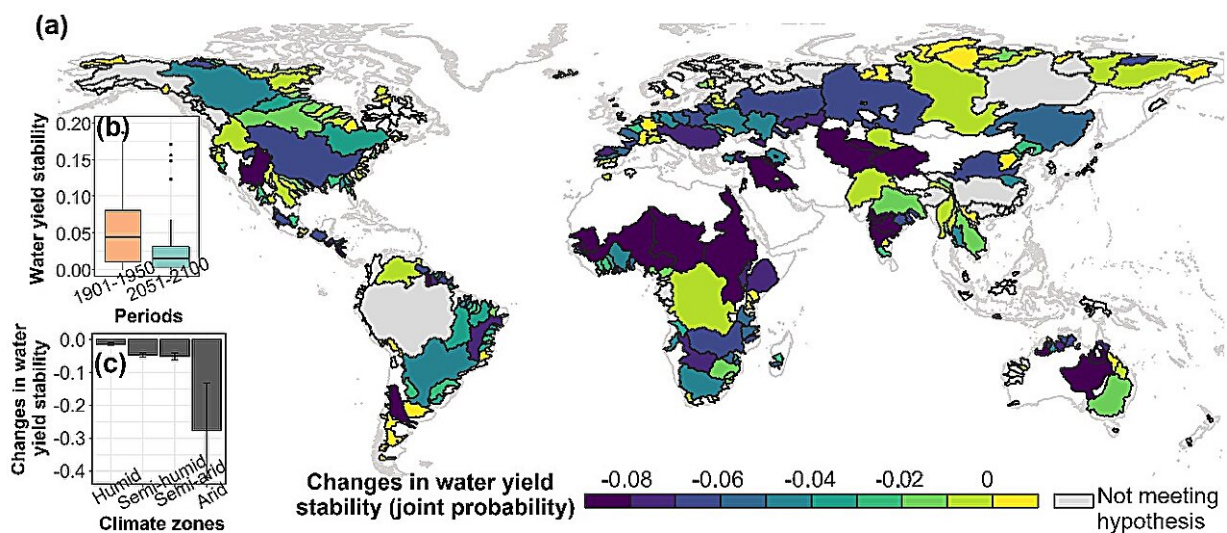 (a)
(b)
Water yield stability
0.20
0.15
0.10
0.05
0.00
1901-1950
2051-2100
Periods
(c)
Changes in water
yield stability
-0.0
-0.1
-0.2
-0.3
-0.4
Humid
Semi-humid
Semi-arid
Arid
Climate zones
Changes in water yield
stability (joint probability)
-0.08 -0.06 -0.04 -0.02 0
Not meeting
hypothesis